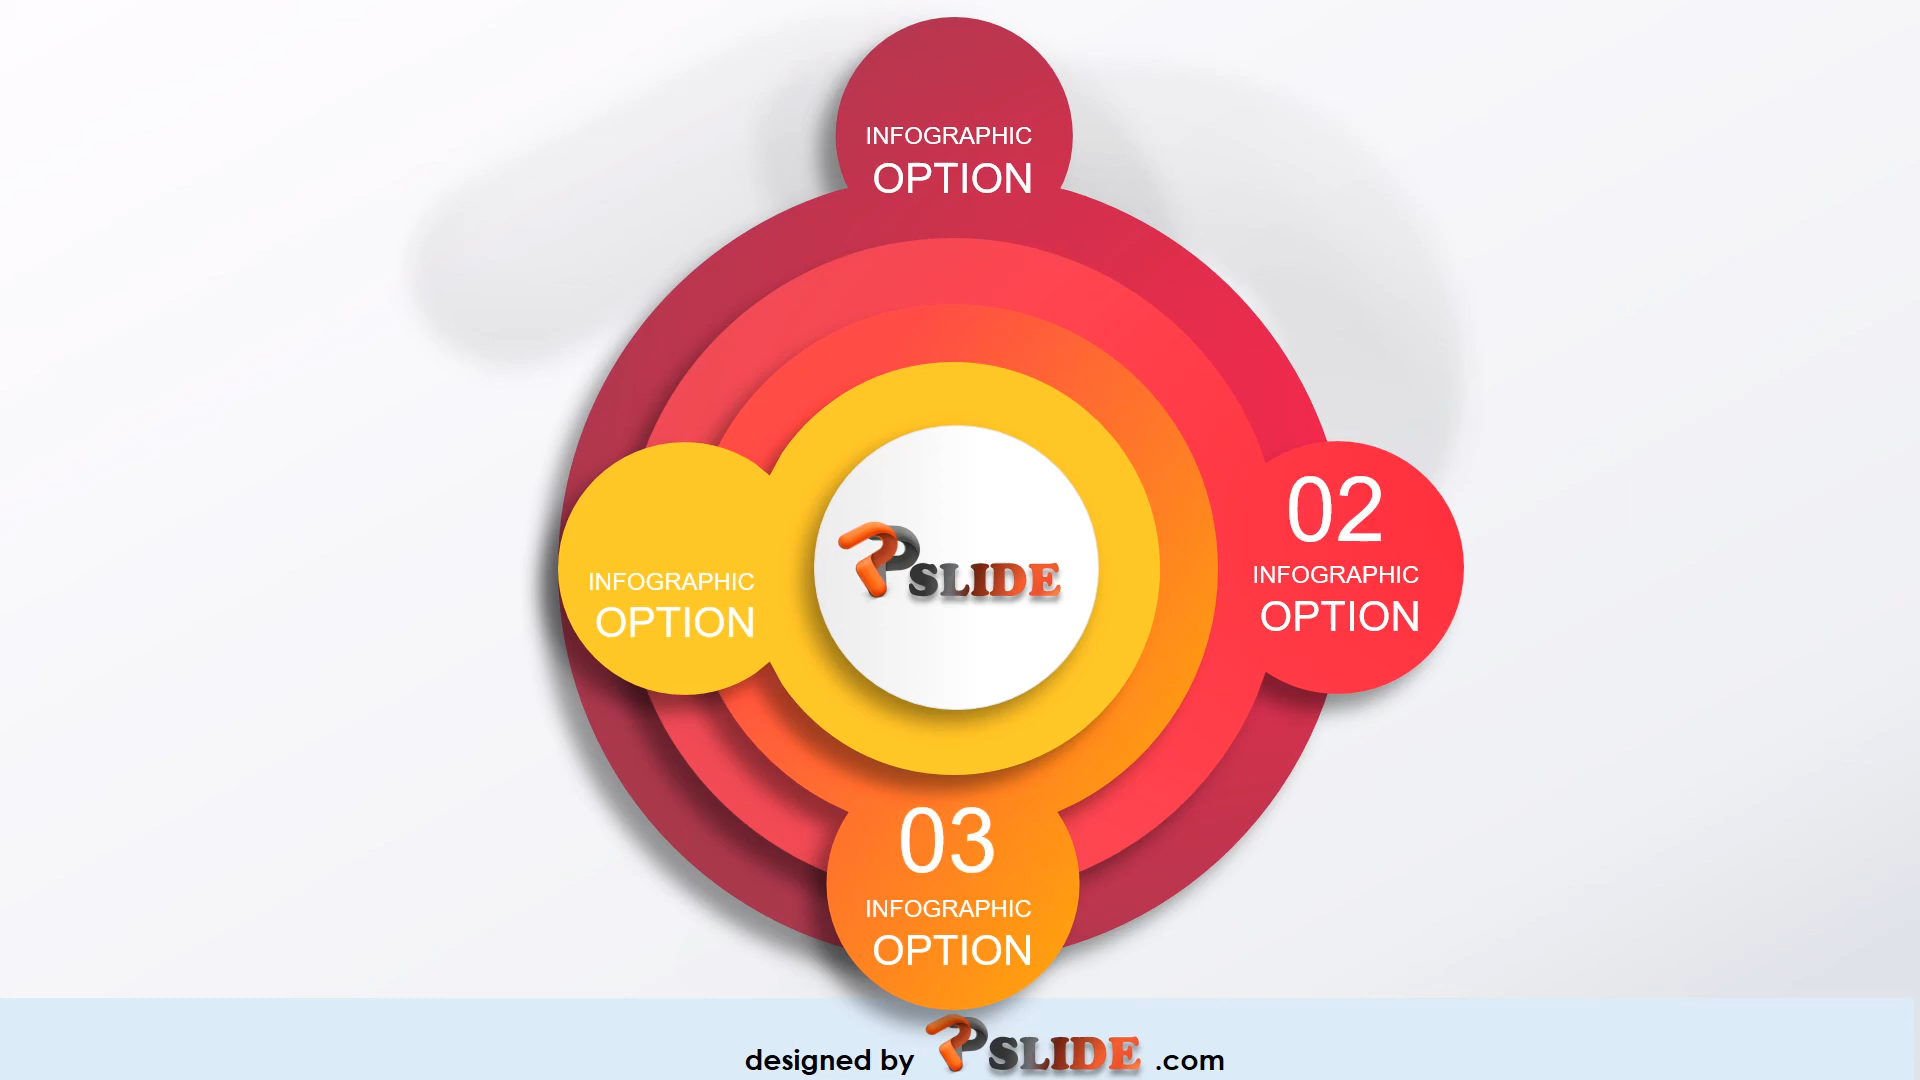 INFOGRAPHIC
OPTION
02
INFOGRAPHIC
OPTION
INFOGRAPHIC
OPTION
PSLIDE
03
INFOGRAPHIC
OPTION
designed by PSLIDE .com